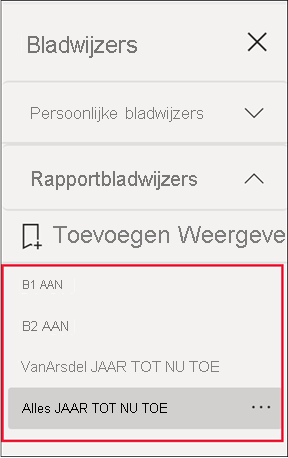 Bladwijzers
Persoonlijke bladwijzers
Rapportbladwijzers
Toevoegen Weergeve
B1 AAN
B2 AAN
VanArsdel JAAR TOT NU TOE
Alles JAAR TOT NU TOE